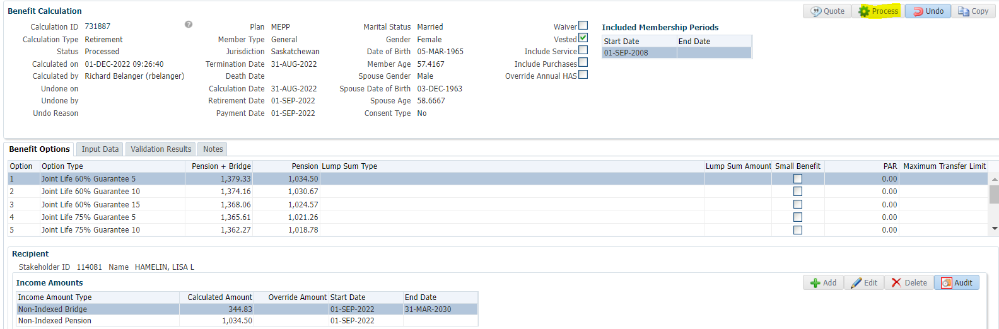 Benefit Calculation Quote Process Undo Copy
Calculation ID 731887 Plan MEPP Marital Status Married Waiver Included Membership Periods
Calculation Type Retirement Member Type General Gender Female Vested Start Date End Date
Status Processed Jurisdiction Saskatchewan Date of Birth 05-MAR-1965 Include Service 01-SEP-2008
Calculated on 01-DEC-2022 09:26:40 Termination Date 31-AUG-2022 Member Age 57.4167 Include Purchases
Calculated by Richard Belanger (rbelanger) Death Date Spouse Gender Male Override Annual HAS
Undone on Calculation Date 31-AUG-2022 Spouse Date of Birth 03-DEC-1963
Undone by Retirement Date 01-SEP-2022 Spouse Age 58.6667
Undo Reason Payment Date 01-SEP-2022 Consent Type No
Benefit Options Input Data Validation Results Notes
Option Option Type Pension + Bridge Pension Lump Sum Type Lump Sum Amount Small Benefit PAR Maximum Transfer Limit
1 Joint Life 60% Guarantee 5 1,379.33 1,034.50 0.00
2 Joint Life 60% Guarantee 10 1,374.16 1,030.67 0.00
3 Joint Life 60% Guarantee 15 1,368.06 1,024.57 0.00
4 Joint Life 75% Guarantee 5 1,365.61 1,021.26 0.00
5 Joint Life 75% Guarantee 10 1,362.27 1,018.78 0.00
Recipient
Stakeholder ID 114081 Name HAMELIN, LISA L
Income Amounts Add Edit Delete Audit
Income Amount Type Calculated Amount Override Amount Start Date End Date
Non-Indexed Bridge 344.83 01-SEP-2022 31-MAR-2030
Non-Indexed Pension 1,034.50 01-SEP-2022